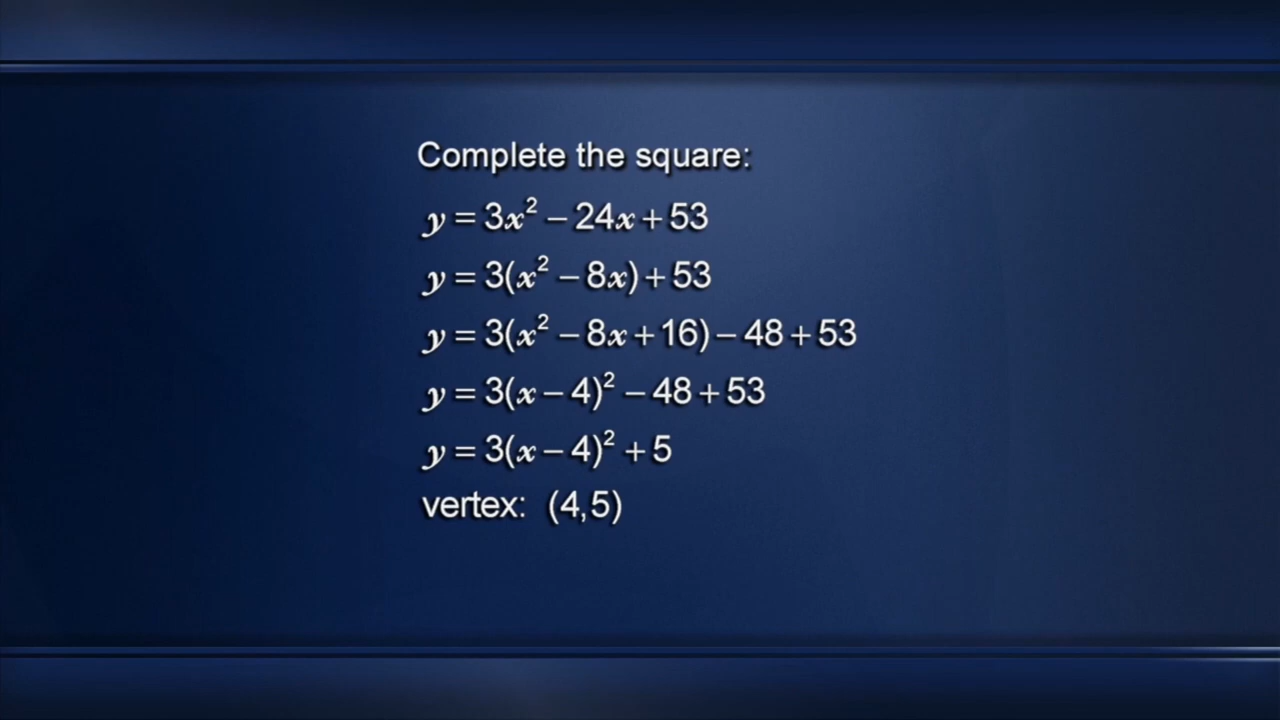 Complete the square:
y = 3x² − 24x + 53
y = 3(x² − 8x) + 53
y = 3(x² − 8x + 16) − 48 + 53
y = 3(x − 4)² − 48 + 53
y = 3(x − 4)² + 5
vertex: (4,5)